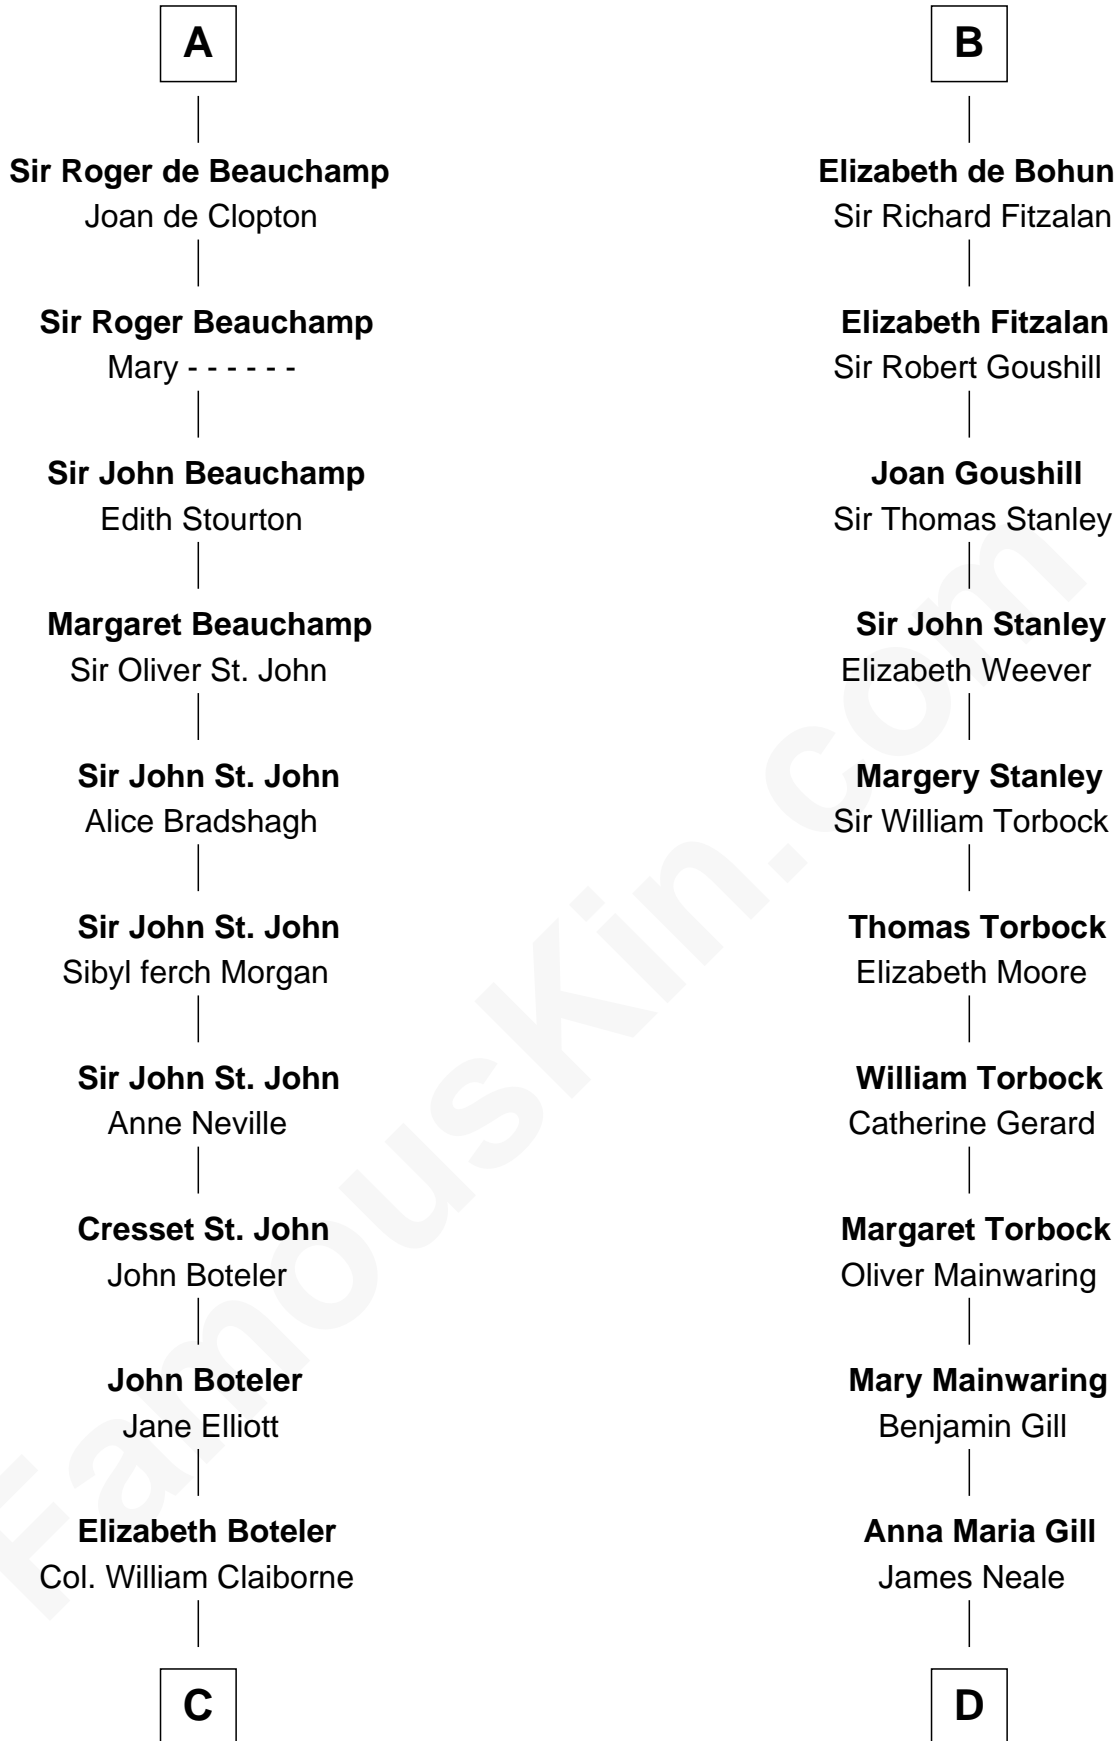 A
Sir Roger de Beauchamp
Joan de Clopton
Sir Roger Beauchamp
Mary - - - - - -
Sir John Beauchamp
Edith Stourton
Margaret Beauchamp
Sir Oliver St. John
Sir John St. John
Alice Bradshagh
Sir John St. John
Sibyl ferch Morgan
Sir John St. John
Anne Neville
Cresset St. John
John Boteler
John Boteler
Jane Elliott
Elizabeth Boteler
Col. William Claiborne
C
B
Elizabeth de Bohun
Sir Richard Fitzalan
Elizabeth Fitzalan
Sir Robert Goushill
Joan Goushill
Sir Thomas Stanley
Sir John Stanley
Elizabeth Weever
Margery Stanley
Sir William Torbock
Thomas Torbock
Elizabeth Moore
William Torbock
Catherine Gerard
Margaret Torbock
Oliver Mainwaring
Mary Mainwaring
Benjamin Gill
Anna Maria Gill
James Neale
D
FamousKin.com